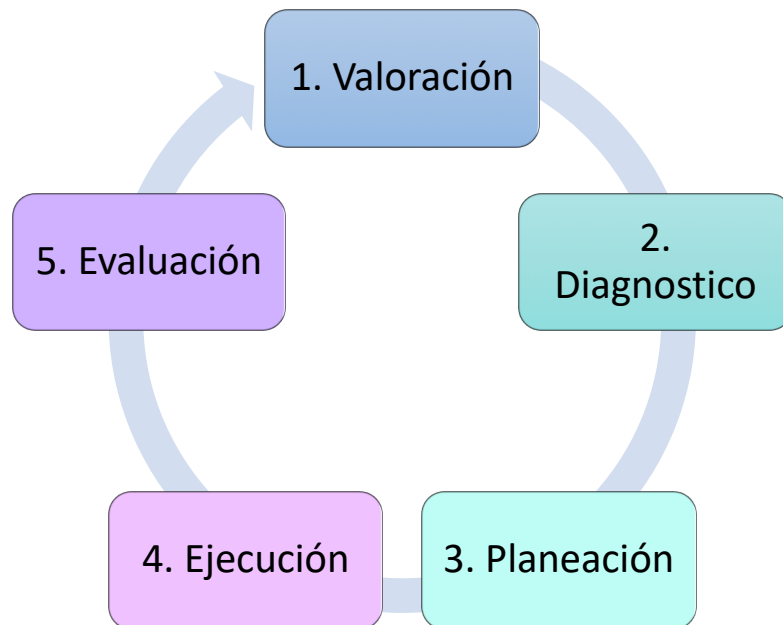 1. Valoración
2.
Diagnostico
3. Planeación
4. Ejecución
5. Evaluación